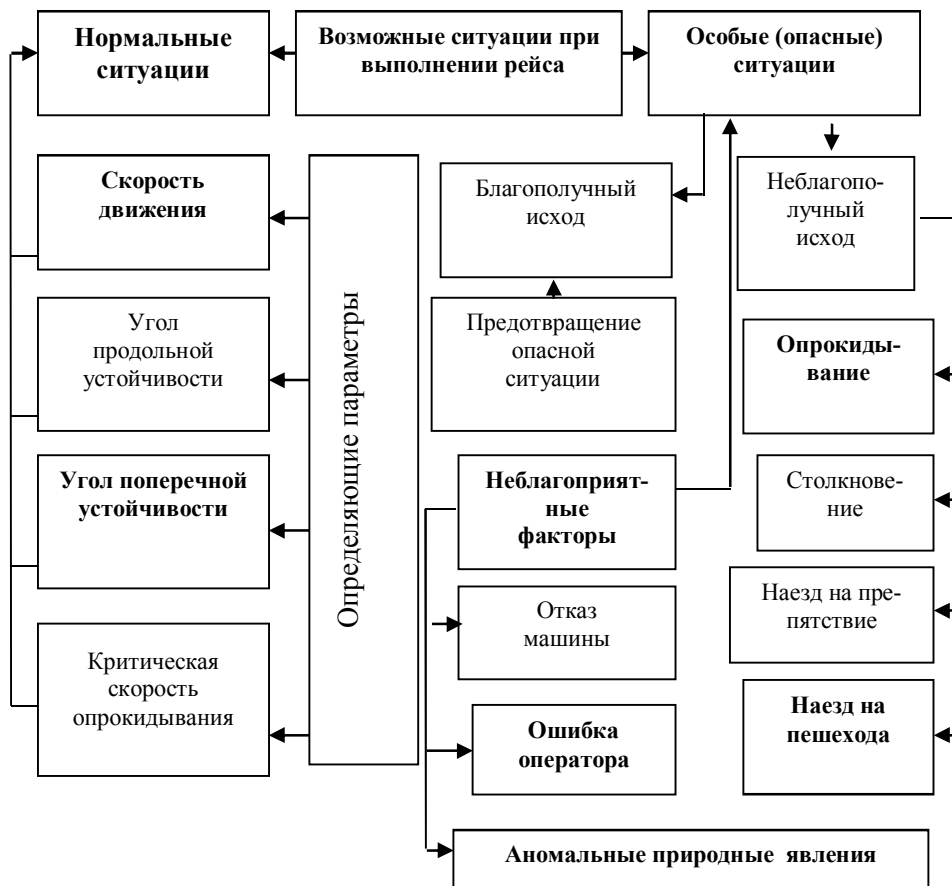 Нормальные
ситуации
Возможные ситуации при
выполнении рейса
Особые (опасные)
ситуации
Скорость
движения
Угол
продольной
устойчивости
Угол поперечной
устойчивости
Критическая
скорость
опрокидывания
Определяющие параметры
Благополучный
исход
Предотвращение
опасной
ситуации
Неблагоприят-
ные
факторы
Отказ
машины
Ошибка
оператора
Аномальные природные явления
Неблагопо-
лучный
исход
Опрокиды-
вание
Столкнове-
ение
Наезд на пре-
пятствие
Наезд на
пешехода